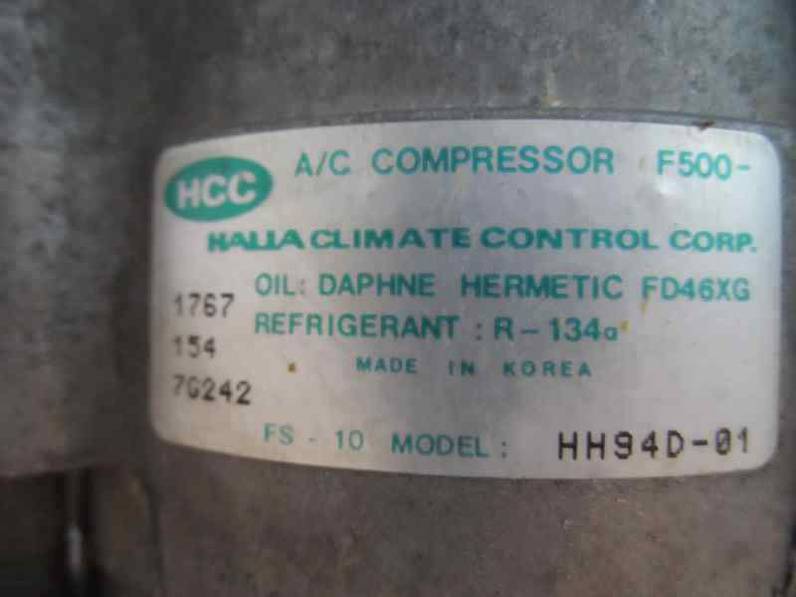 HCC A/C COMPRESSOR F500-
HALLA CLIMATE CONTROL CORP.
OIL: DAPHNE HERMETIC FD46XG
1767
REFRIGERANT : R-134a
154
MADE IN KOREA
7G242
FS - 10 MODEL: HH94D-01